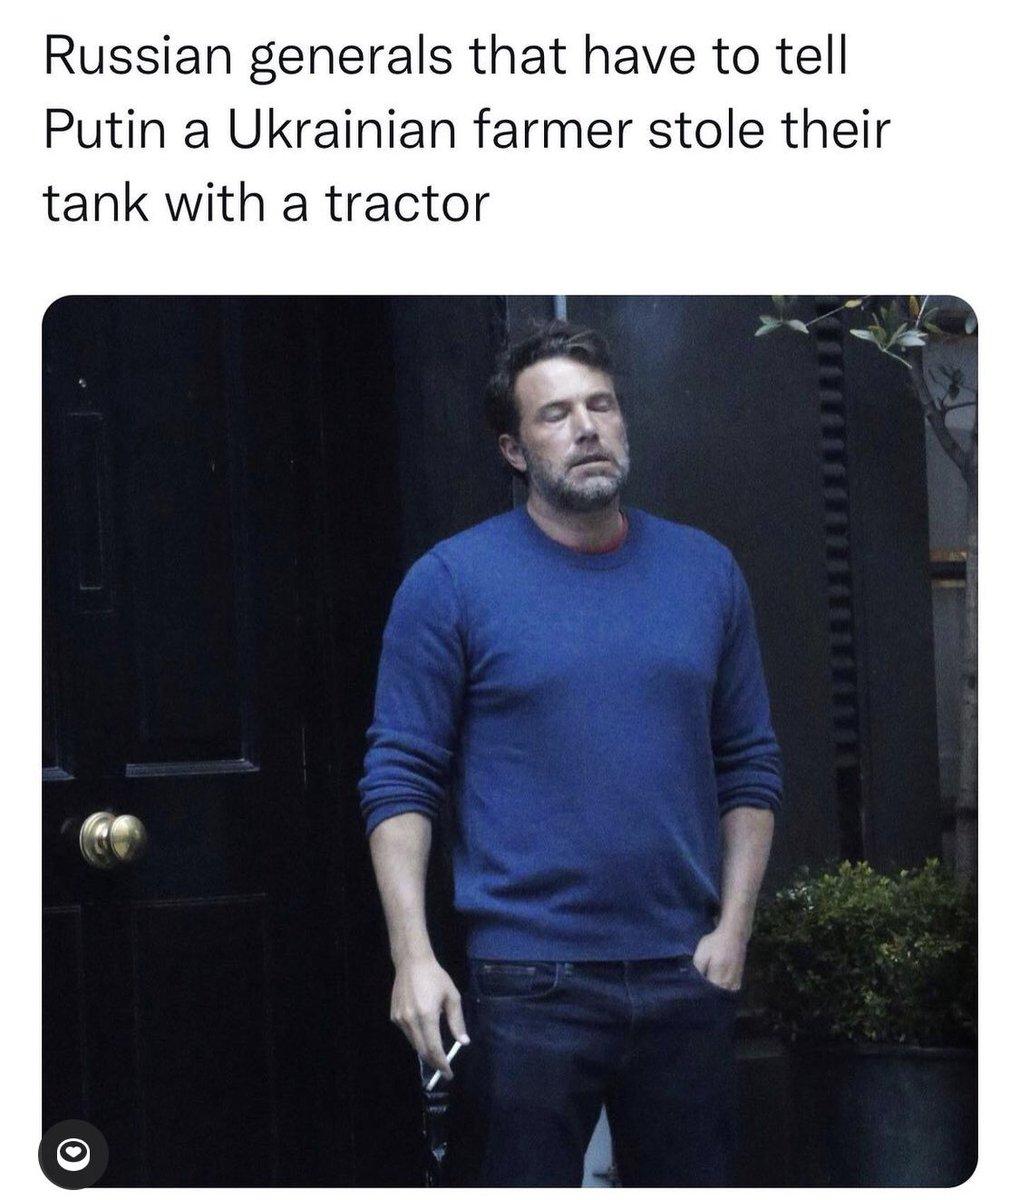 Russian generals that have to tell
Putin a Ukrainian farmer stole their
tank with a tractor